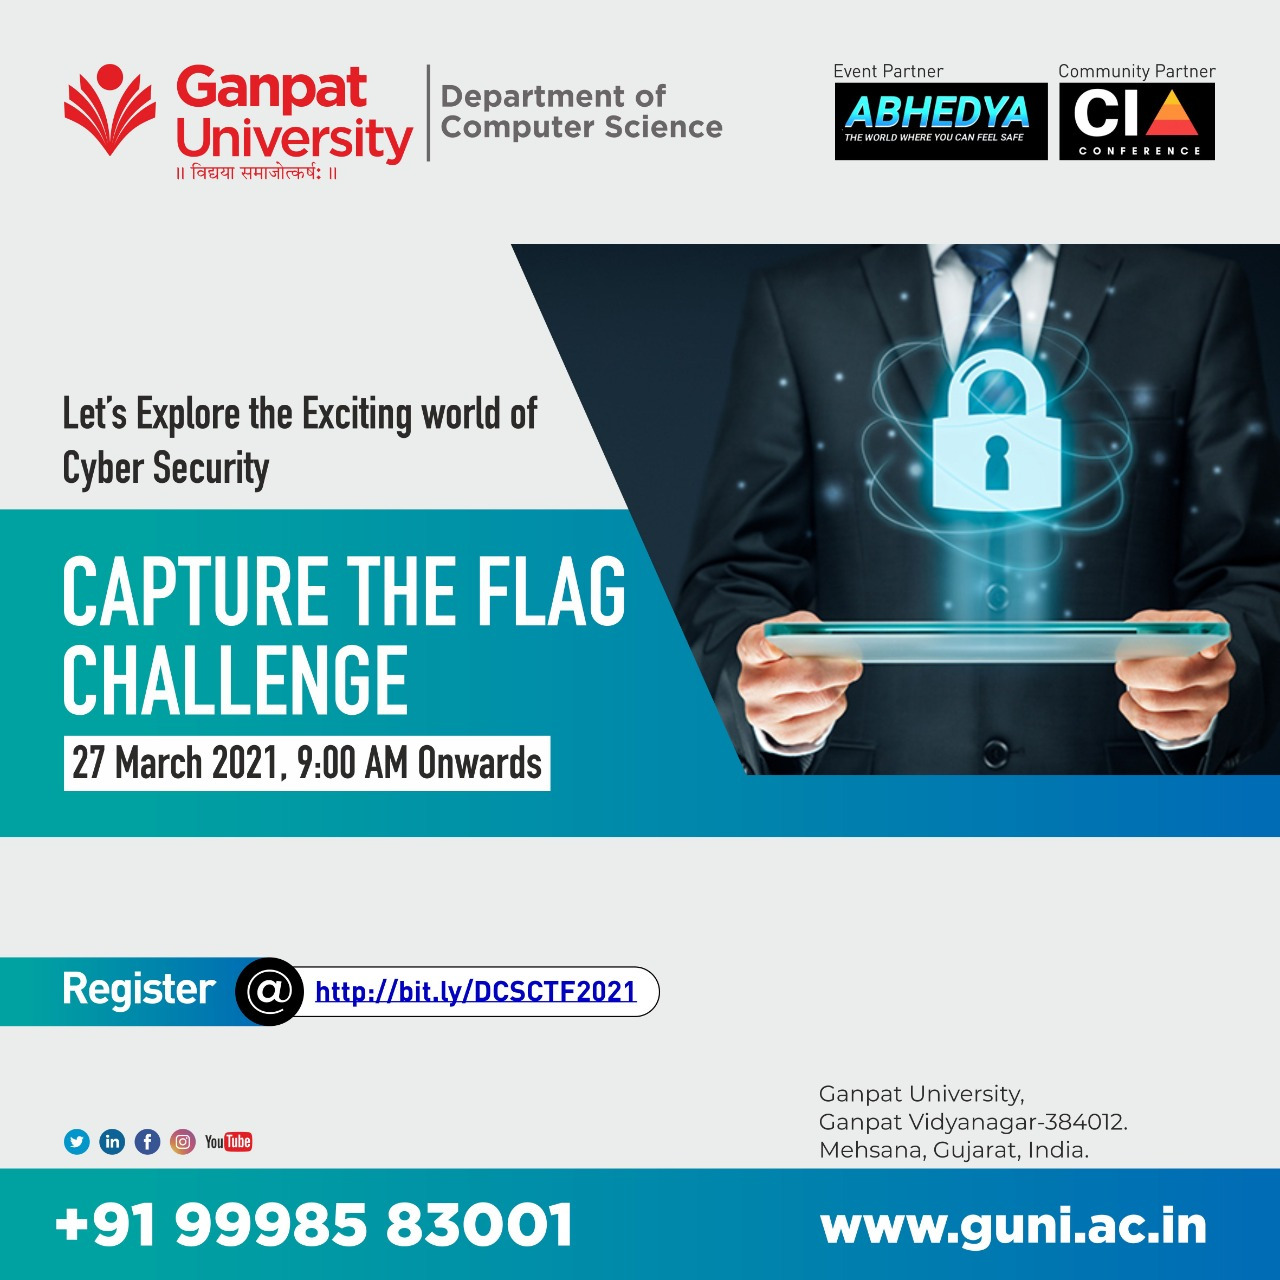 Ganpat
University
॥ विद्यया समाजोत्कर्ष: ॥
Department of
Computer Science
Event Partner
ABHEDYA
THE WORLD WHERE YOU CAN FEEL SAFE
Community Partner
CIA
CONFERENCE
Let's Explore the Exciting world of
Cyber Security
CAPTURE THE FLAG
CHALLENGE
27 March 2021, 9:00 AM Onwards
Register @ http://bit.ly/DCSCTF2021
Ganpat University,
Ganpat Vidyanagar-384012.
Mehsana, Gujarat, India.
in f YouTube
+91 99985 83001
www.guni.ac.in